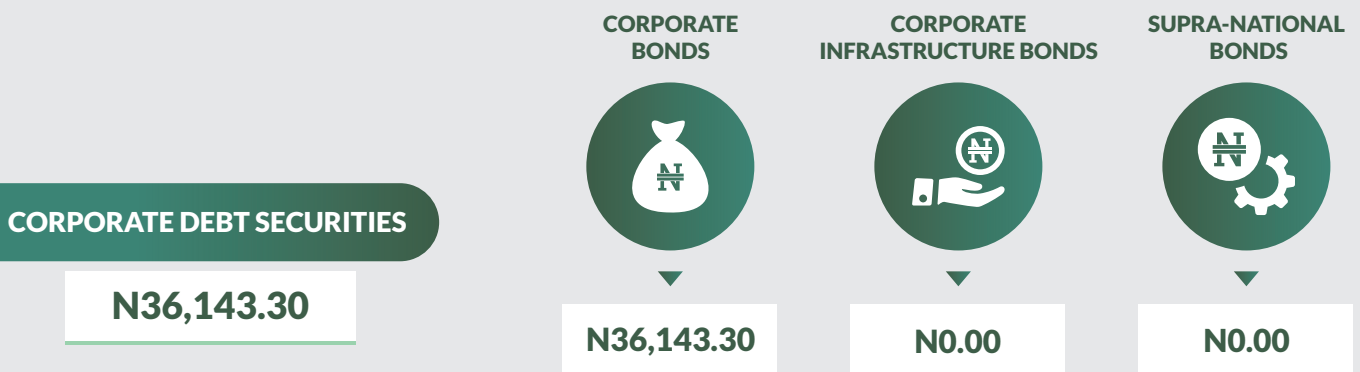 CORPORATE DEBT SECURITIES
N36,143.30
CORPORATE
BONDS
₦
N36,143.30
CORPORATE
INFRASTRUCTURE BONDS
₦
N0.00
SUPRA-NATIONAL
BONDS
₦
N0.00